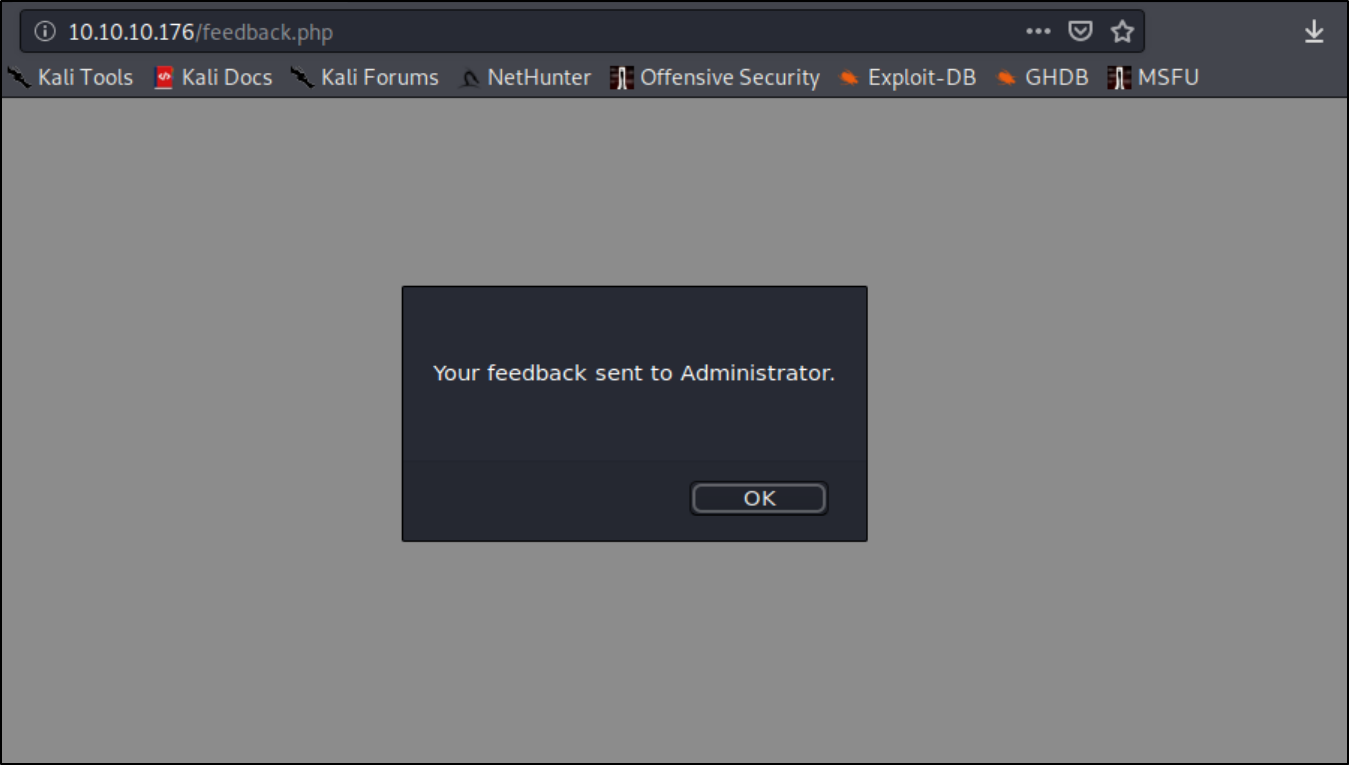 10.10.10.176/feedback.php
Kali Tools Kali Docs Kali Forums NetHunter Offensive Security Exploit-DB GHDB MSFU
Your feedback sent to Administrator.
OK